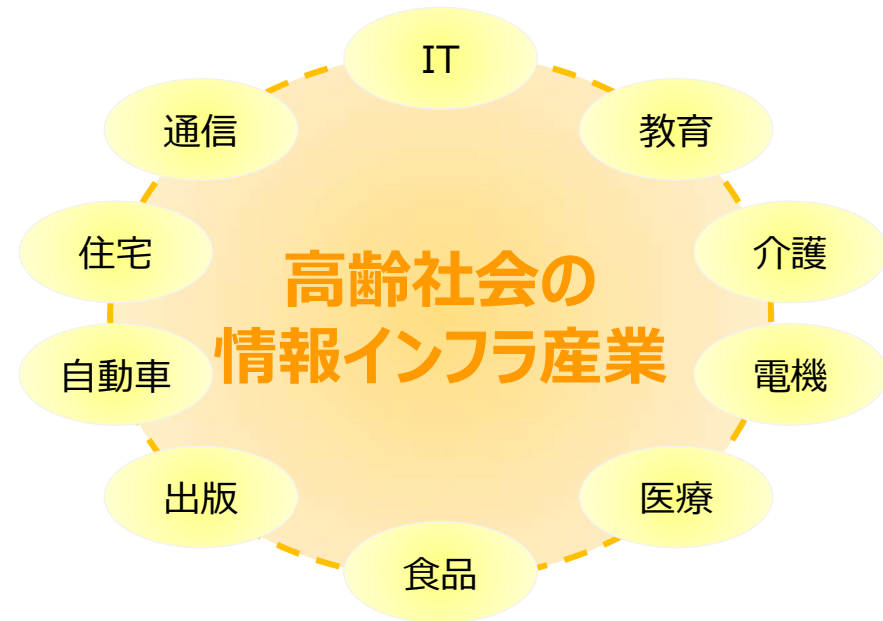 IT
通信
教育
住宅
介護
高齢社会の
情報インフラ産業
自動車
電機
出版
医療
食品